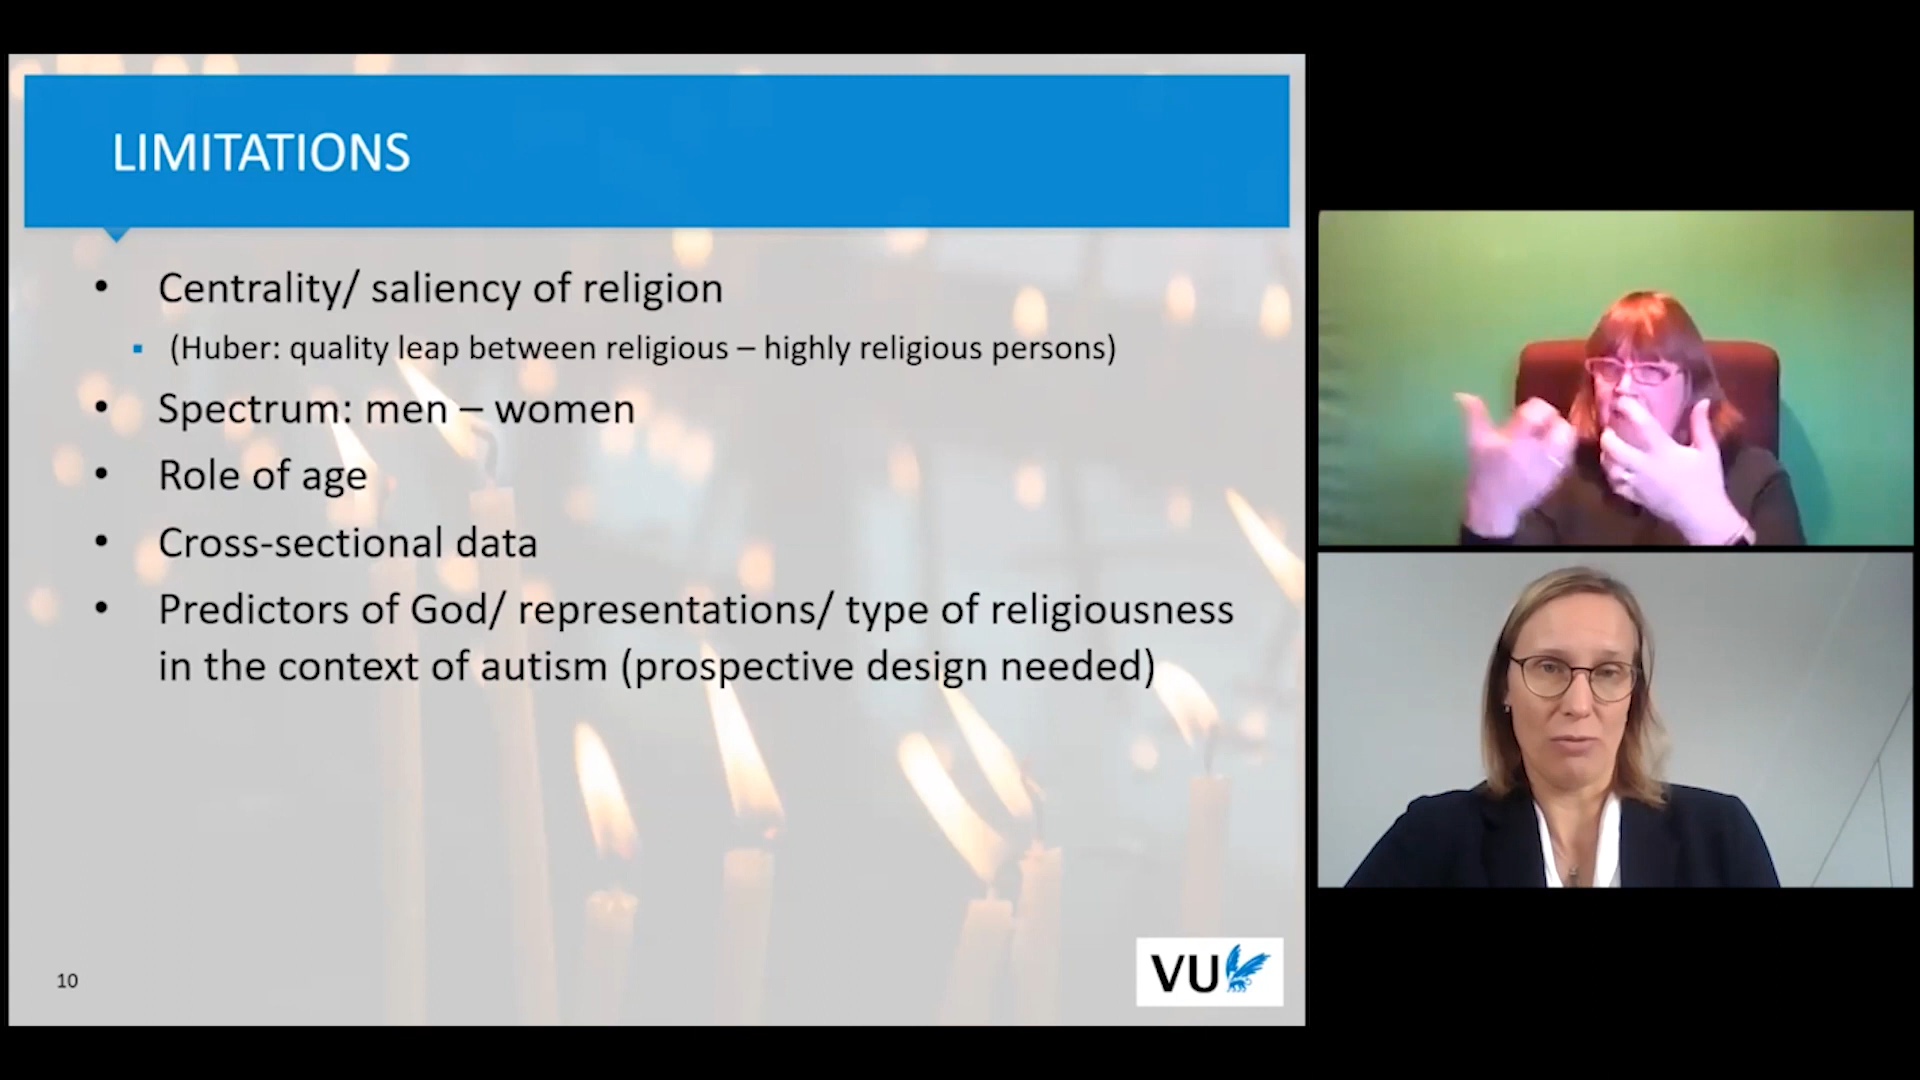 LIMITATIONS
• Centrality/ saliency of religion
▪ (Huber: quality leap between religious – highly religious persons)
• Spectrum: men – women
• Role of age
• Cross-sectional data
• Predictors of God/ representations/ type of religiousness
in the context of autism (prospective design needed)
10
VU